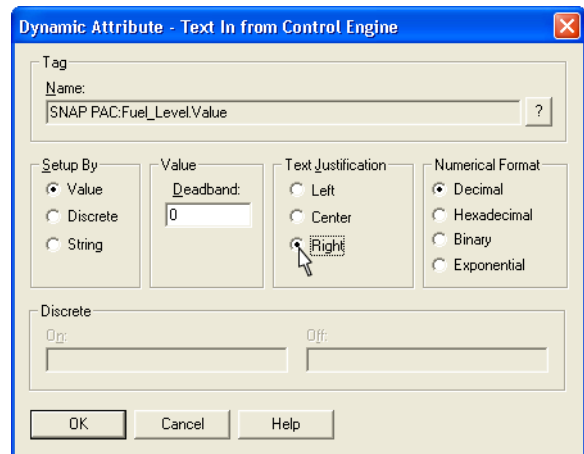 Dynamic Attribute - Text In from Control Engine
Tag
Name:
SNAP PAC:Fuel_Level.Value
?
Setup By
Value
Discrete
String
Value
Deadband:
0
Text Justification
Left
Center
Right
Numerical Format
Decimal
Hexadecimal
Binary
Exponential
Discrete
On:
Off:
OK
Cancel
Help